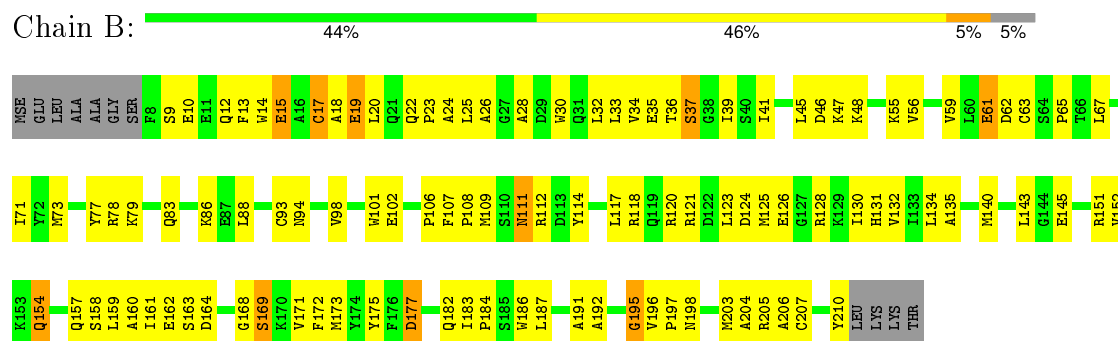 Chain B:
44% 46% 5% 5%
MSE GLU LEU ALA ALA GLY SER F8 S9 E10 E11 Q12 F13 W14 E15 A16 C17 A18 E19 L20 Q21 Q22 P23 A24 L25 A26 G27 A28 D29 W30 Q31 L32 L33 V34 E35 T36 S37 G38 I39 S40 I41 L45 D46 K47 K48 K55 V56 V59 L60 E61 D62 C63 S64 P65 T66 L67
I71 Y72 M73 Y77 R78 K79 Q83 K86 E87 L88 C93 N94 V98 W101 E102 P106 F107 P108 M109 S110 N111 R112 D113 Y114 L117 R118 Q119 R120 R121 D122 L123 D124 M125 E126 G127 R128 K129 I130 H131 V132 I133 L134 A135 M140 L143 G144 E145 R151 V152
K153 Q154 Q157 S158 L159 A160 I161 E162 S163 D164 G168 S169 K170 V171 F172 M173 Y174 Y175 F176 D177 Q182 I183 P184 S185 W186 L187 A191 A192 G195 V196 P197 N198 M203 A204 R205 A206 C207 Y210 LEU LYS LYS THR